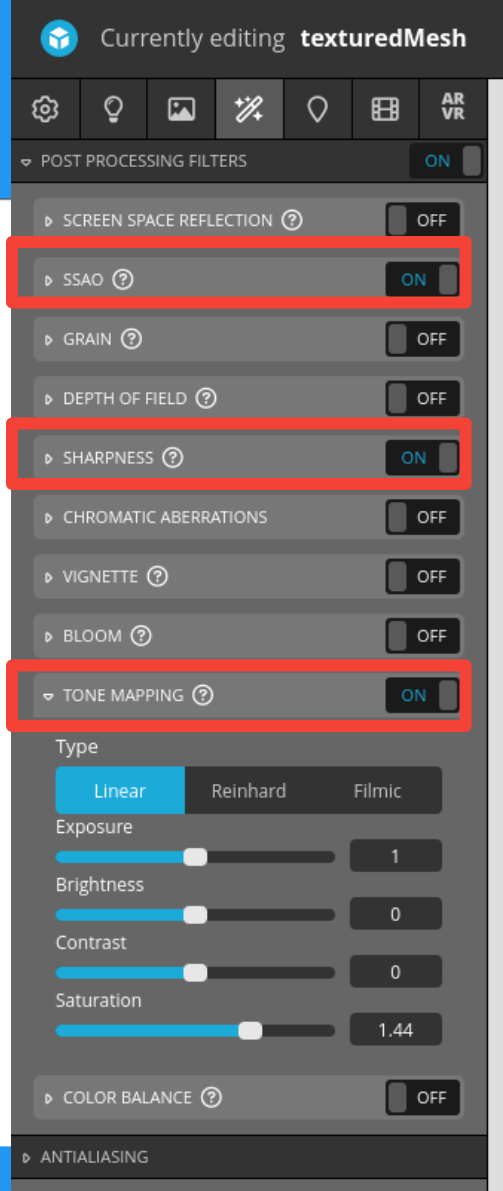 Currently editing texturedMesh
AR
VR
POST PROCESSING FILTERS ON
SCREEN SPACE REFLECTION ? OFF
SSAO ? ON
GRAIN ? OFF
DEPTH OF FIELD ? OFF
SHARPNESS ? ON
CHROMATIC ABERRATIONS OFF
VIGNETTE ? OFF
BLOOM ? OFF
TONE MAPPING ? ON
Type
Linear Reinhard Filmic
Exposure
1
Brightness
0
Contrast
0
Saturation
1.44
COLOR BALANCE ? OFF
ANTIALIASING